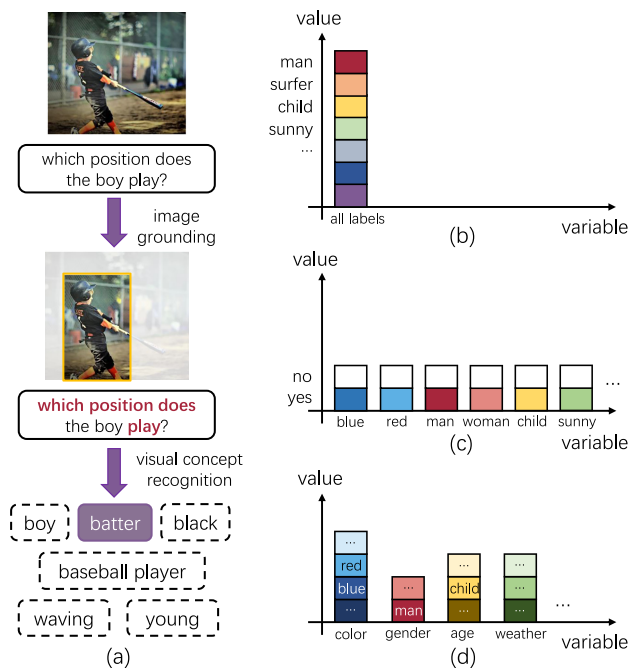 which position does
the boy play?
image
grounding
which position does
the boy play?
visual concept
recognition
boy
batter
black
baseball player
waving
young
(a)
value
man
surfer
child
sunny
...
all labels
variable
(b)
value
no
yes
...
blue
red
man
woman
child
sunny
variable
(c)
value
...
red
blue
...
...
man
...
child
...
...
...
...
...
color
gender
age
weather
variable
(d)